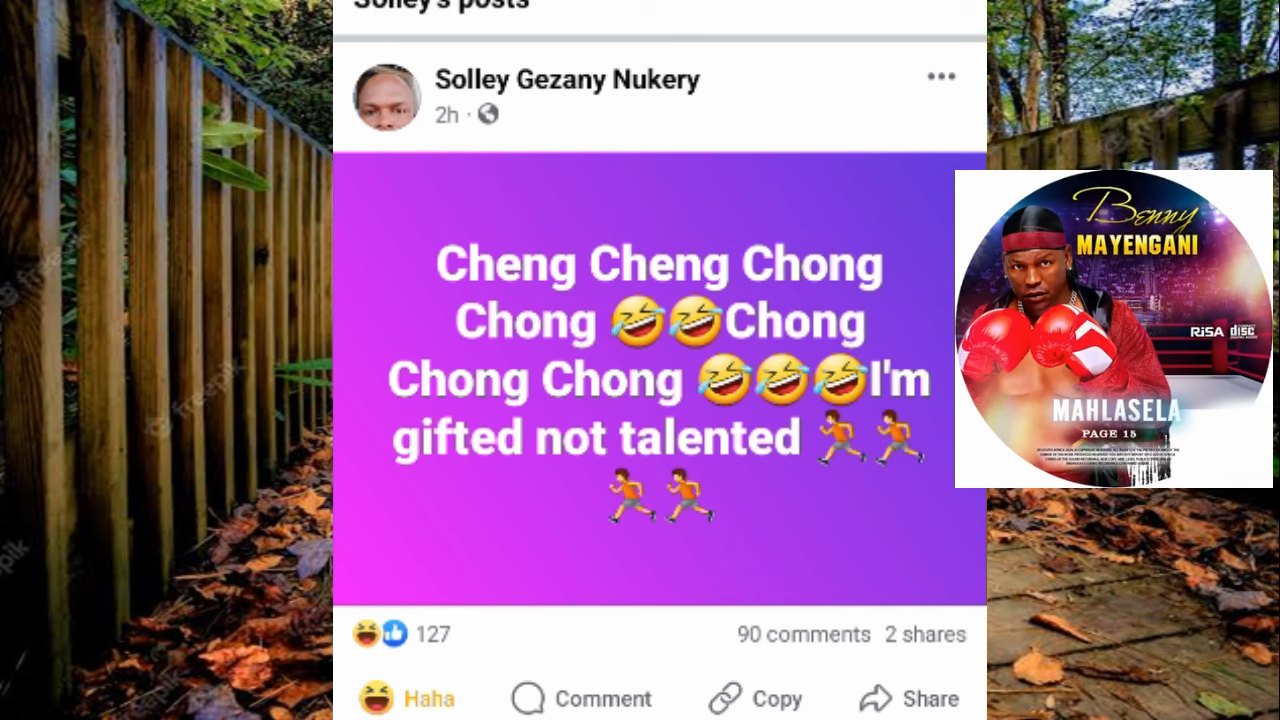 Solley's posts
Solley Gezany Nukery
2h ·
Cheng Cheng Chong
Chong 🤣🤣Chong
Chong Chong 🤣🤣🤣I'm
gifted not talented 🏃🏃
🏃🏃
127
90 comments 2 shares
Haha
Comment
Copy
Share
Benny
MAYENGANI
RiSA disc
MAHLASELA
PAGE 15
freepik